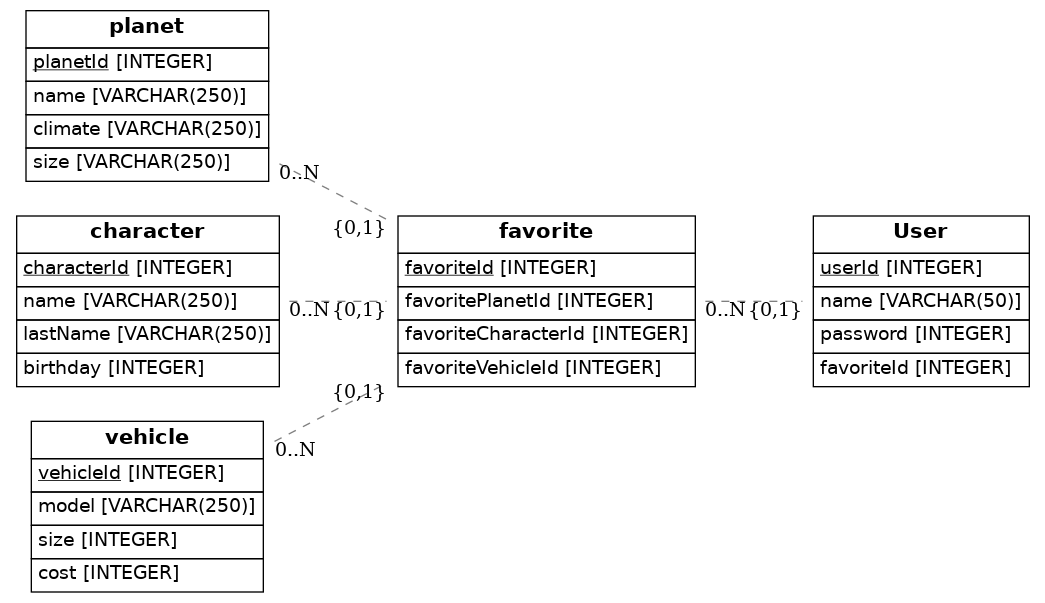 planet
planetId [INTEGER]
name [VARCHAR(250)]
climate [VARCHAR(250)]
size [VARCHAR(250)]
0..N
{0,1}
character
characterId [INTEGER]
name [VARCHAR(250)]
lastName [VARCHAR(250)]
birthday [INTEGER]
0..N
{0,1}
vehicle
vehicleId [INTEGER]
model [VARCHAR(250)]
size [INTEGER]
cost [INTEGER]
0..N
{0,1}
favorite
favoriteId [INTEGER]
favoritePlanetId [INTEGER]
favoriteCharacterId [INTEGER]
favoriteVehicleId [INTEGER]
0..N
{0,1}
User
userId [INTEGER]
name [VARCHAR(50)]
password [INTEGER]
favoriteId [INTEGER]